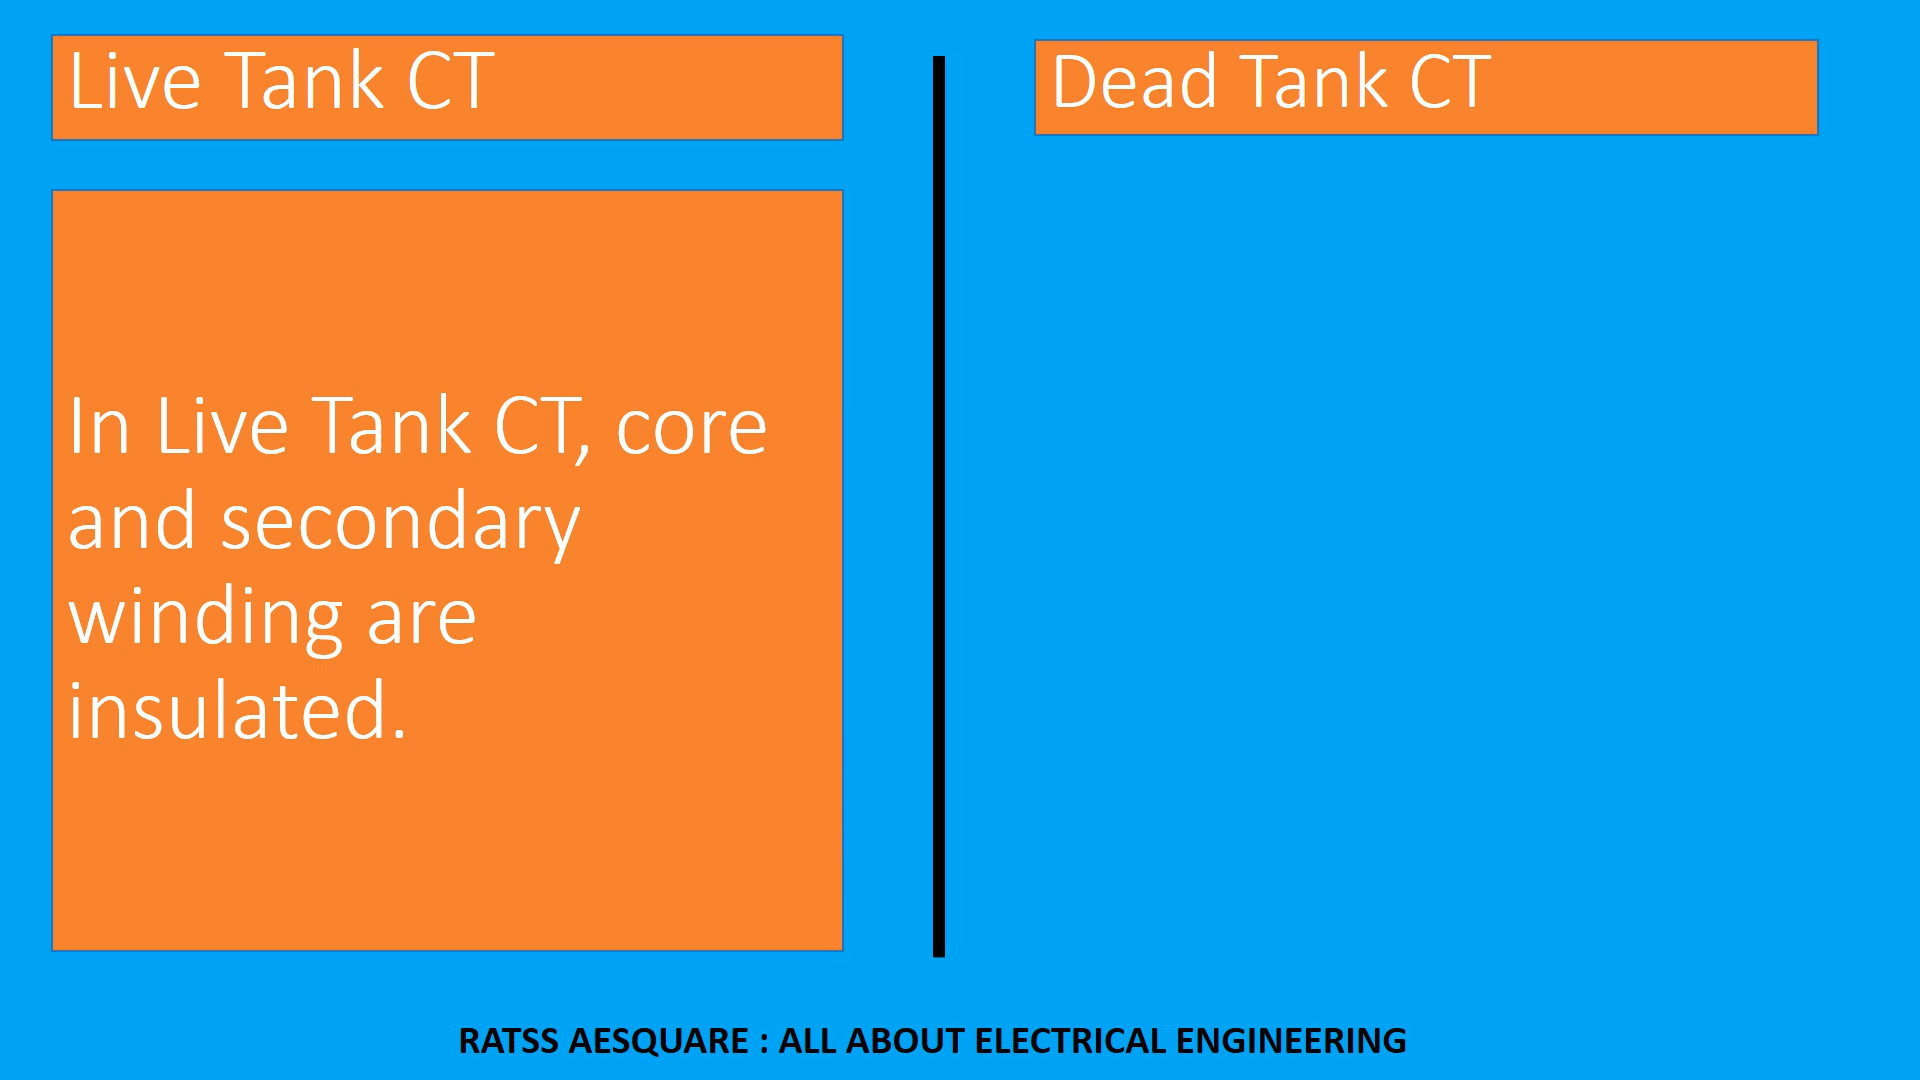 Live Tank CT
Dead Tank CT
In Live Tank CT, core
and secondary
winding are
insulated.
RATSS AESQUARE : ALL ABOUT ELECTRICAL ENGINEERING